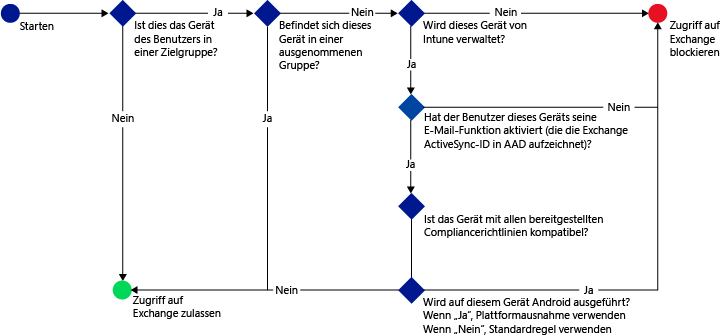 Starten
Ist dies das Gerät
des Benutzers in
einer Zielgruppe?
Ja
Befindet sich dieses
Gerät in einer
ausgenommenen
Gruppe?
Nein
Wird dieses Gerät von
Intune verwaltet?
Nein
Zugriff auf
Exchange
blockieren
Ja
Nein
Ja
Hat der Benutzer dieses Geräts seine
E-Mail-Funktion aktiviert (die die Exchange
ActiveSync-ID in AAD aufzeichnet)?
Nein
Ja
Ist das Gerät mit allen bereitgestellten
Compliancerichtlinien kompatibel?
Zugriff auf
Exchange zulassen
Nein
Ja
Wird auf diesem Gerät Android ausgeführt?
Wenn „Ja“, Plattformausnahme verwenden
Wenn „Nein“, Standardregel verwenden